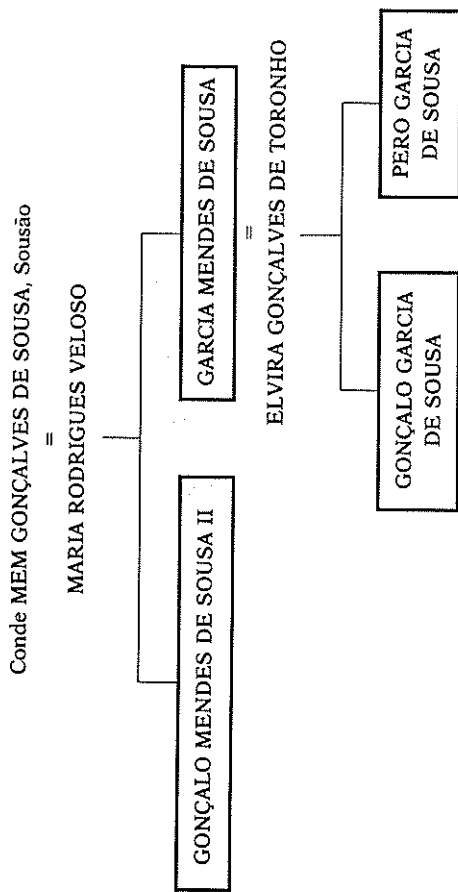 Conde MEM GONÇALVES DE SOUSA, Sousão
=
MARIA RODRIGUES VELOSO
GONÇALO MENDES DE SOUSA II
GARCIA MENDES DE SOUSA
=
ELVIRA GONÇALVES DE TORONHO
GONÇALO GARCIA
DE SOUSA
PERO GARCIA
DE SOUSA